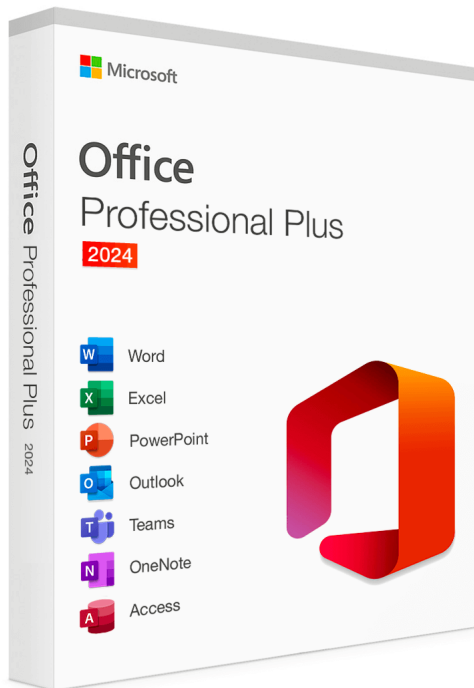 Microsoft
Office
Professional Plus
2024
W Word
X Excel
P PowerPoint
O Outlook
T Teams
N OneNote
A Access
Office Professional Plus 2024